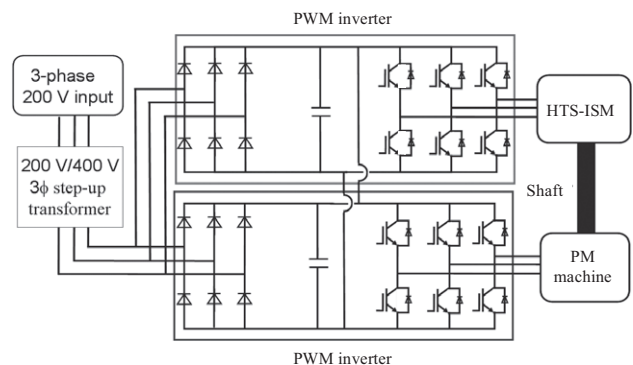 PWM inverter
3-phase
200 V input
HTS-ISM
200 V/400 V
3ϕ step-up
transformer
Shaft
PM
machine
PWM inverter